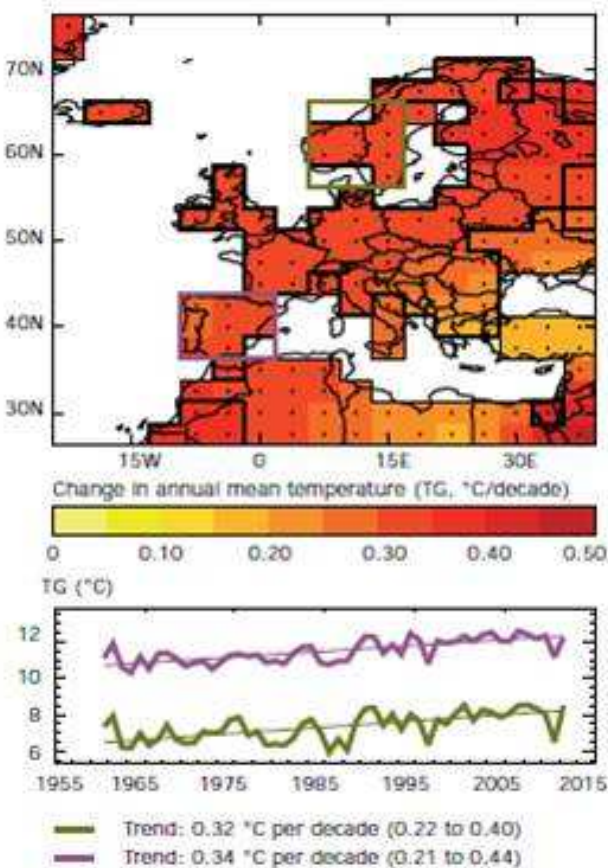 70N
60N
50N
40N
30N
15W 0 15E 30E
Change in annual mean temperature (TG, °C/decade)
0 0.10 0.20 0.30 0.40 0.50
TG (°C)
12
10
8
6
1955 1965 1975 1985 1995 2005 2015
Trend: 0.32 °C per decade (0.22 to 0.40)
Trend: 0.34 °C per decade (0.21 to 0.44)